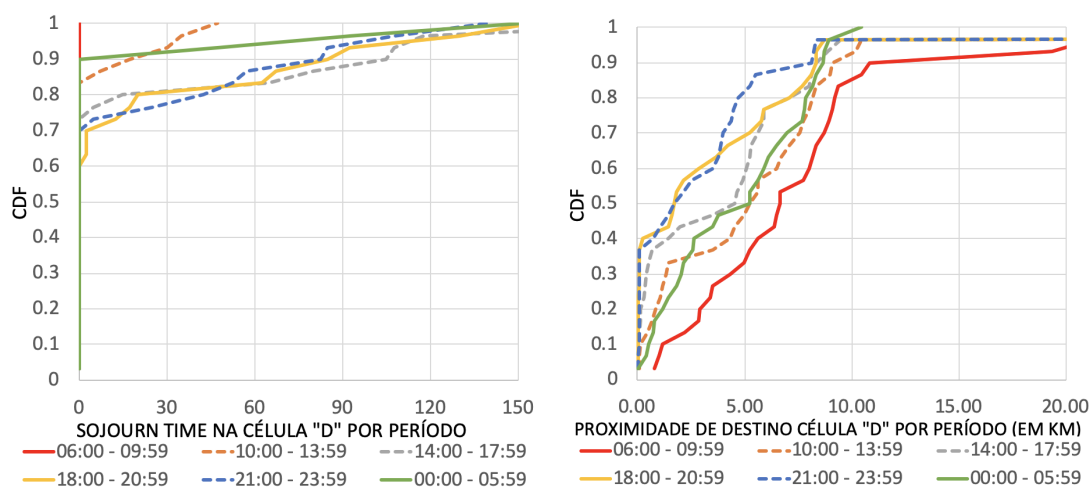 1
0.9
0.8
0.7
0.6
0.5
0.4
0.3
0.2
0.1
0
CDF
0 30 60 90 120 150
SOJOURN TIME NA CÉLULA "D" POR PERÍODO
06:00 - 09:59 10:00 - 13:59 14:00 - 17:59
18:00 - 20:59 21:00 - 23:59 00:00 - 05:59
1
0.9
0.8
0.7
0.6
0.5
0.4
0.3
0.2
0.1
0
CDF
0.00 5.00 10.00 15.00 20.00
PROXIMIDADE DE DESTINO CÉLULA "D" POR PERÍODO (EM KM)
06:00 - 09:59 10:00 - 13:59 14:00 - 17:59
18:00 - 20:59 21:00 - 23:59 00:00 - 05:59